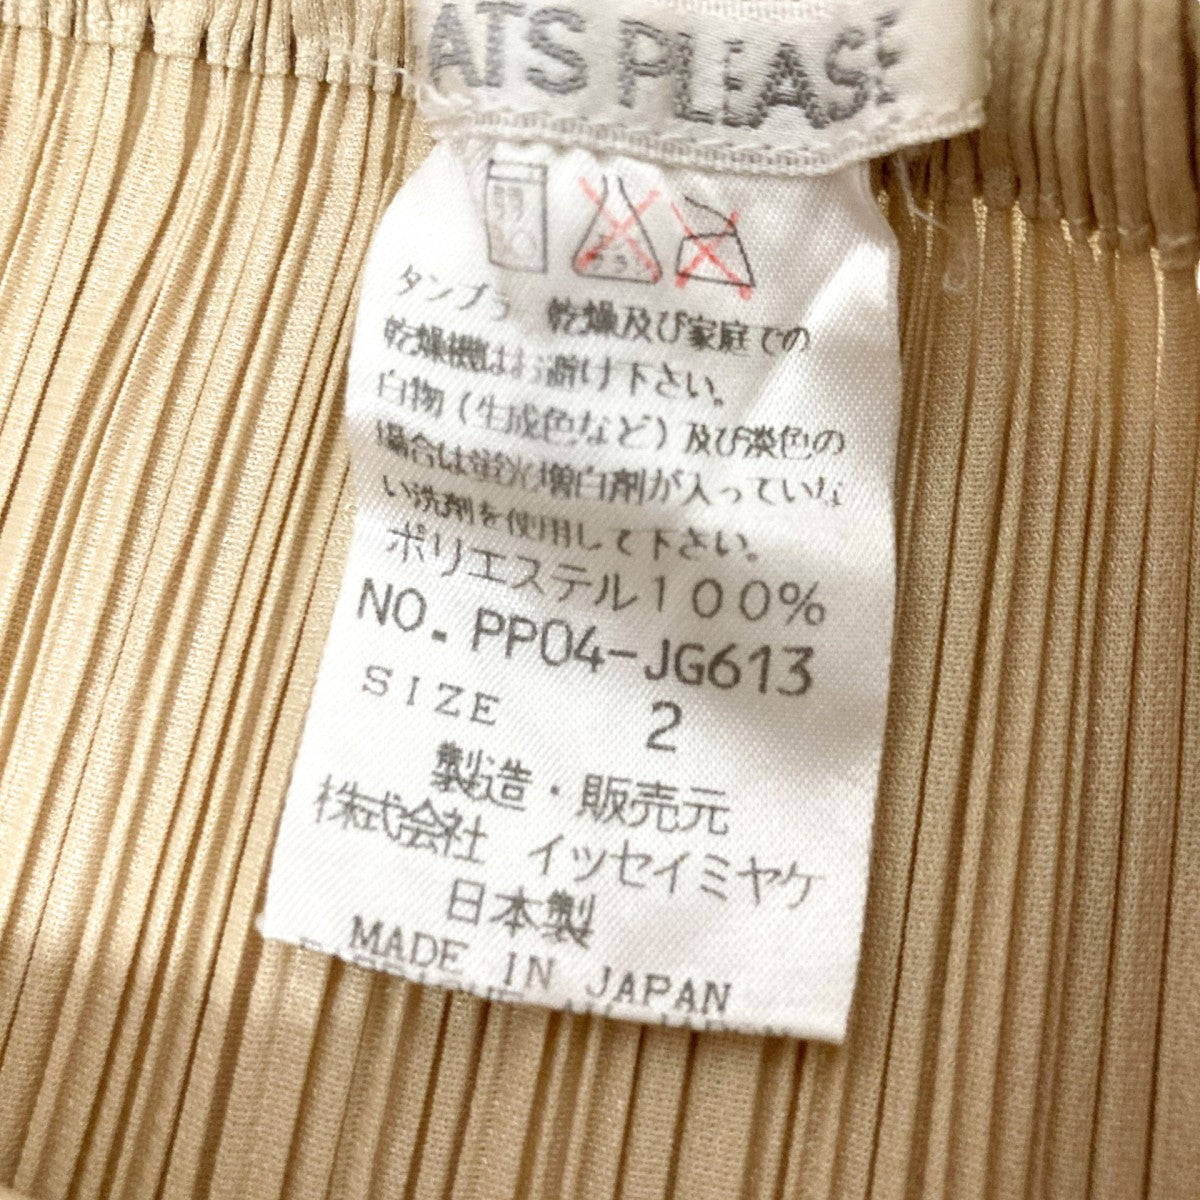 ATS PLEASE
タンブラ 乾燥及び家庭での
乾燥機はお避け下さい。
白物（生成色など）及び淡色の
場合は蛍光増白剤が入っていな
い洗剤を使用して下さい。
ポリエステル100%
NO. PP04-JG613
SIZE 2
製造・販売元
株式会社 イッセイミヤケ
日本製
MADE IN JAPAN